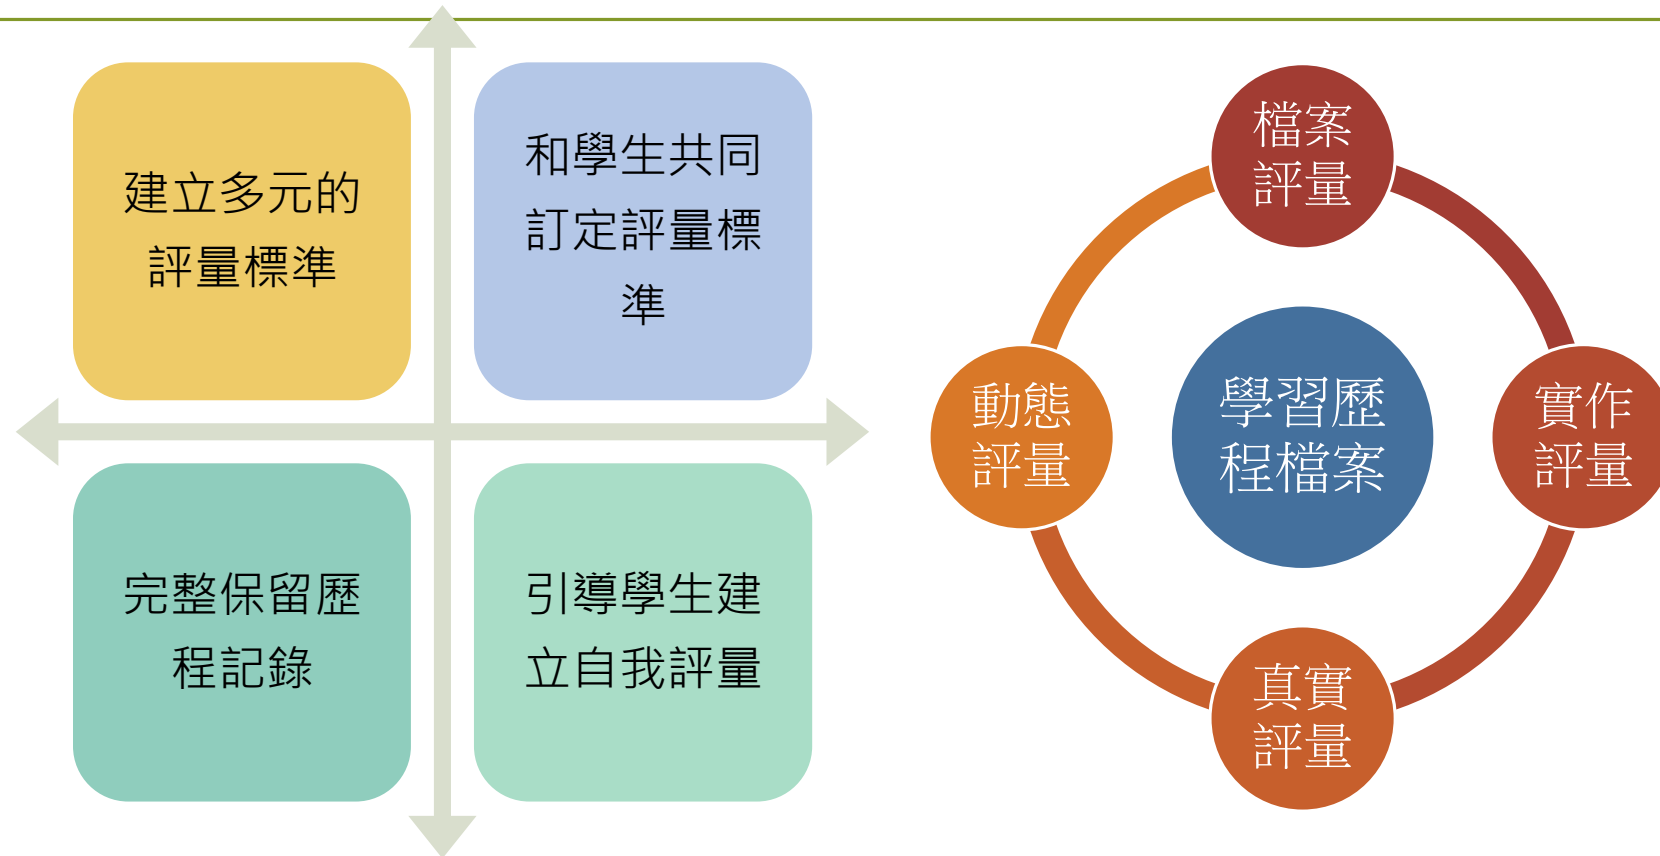 建立多元的
評量標準
和學生共同
訂定評量標
準
完整保留歷
程記錄
引導學生建
立自我評量
檔案
評量
實作
評量
真實
評量
動態
評量
學習歷
程檔案